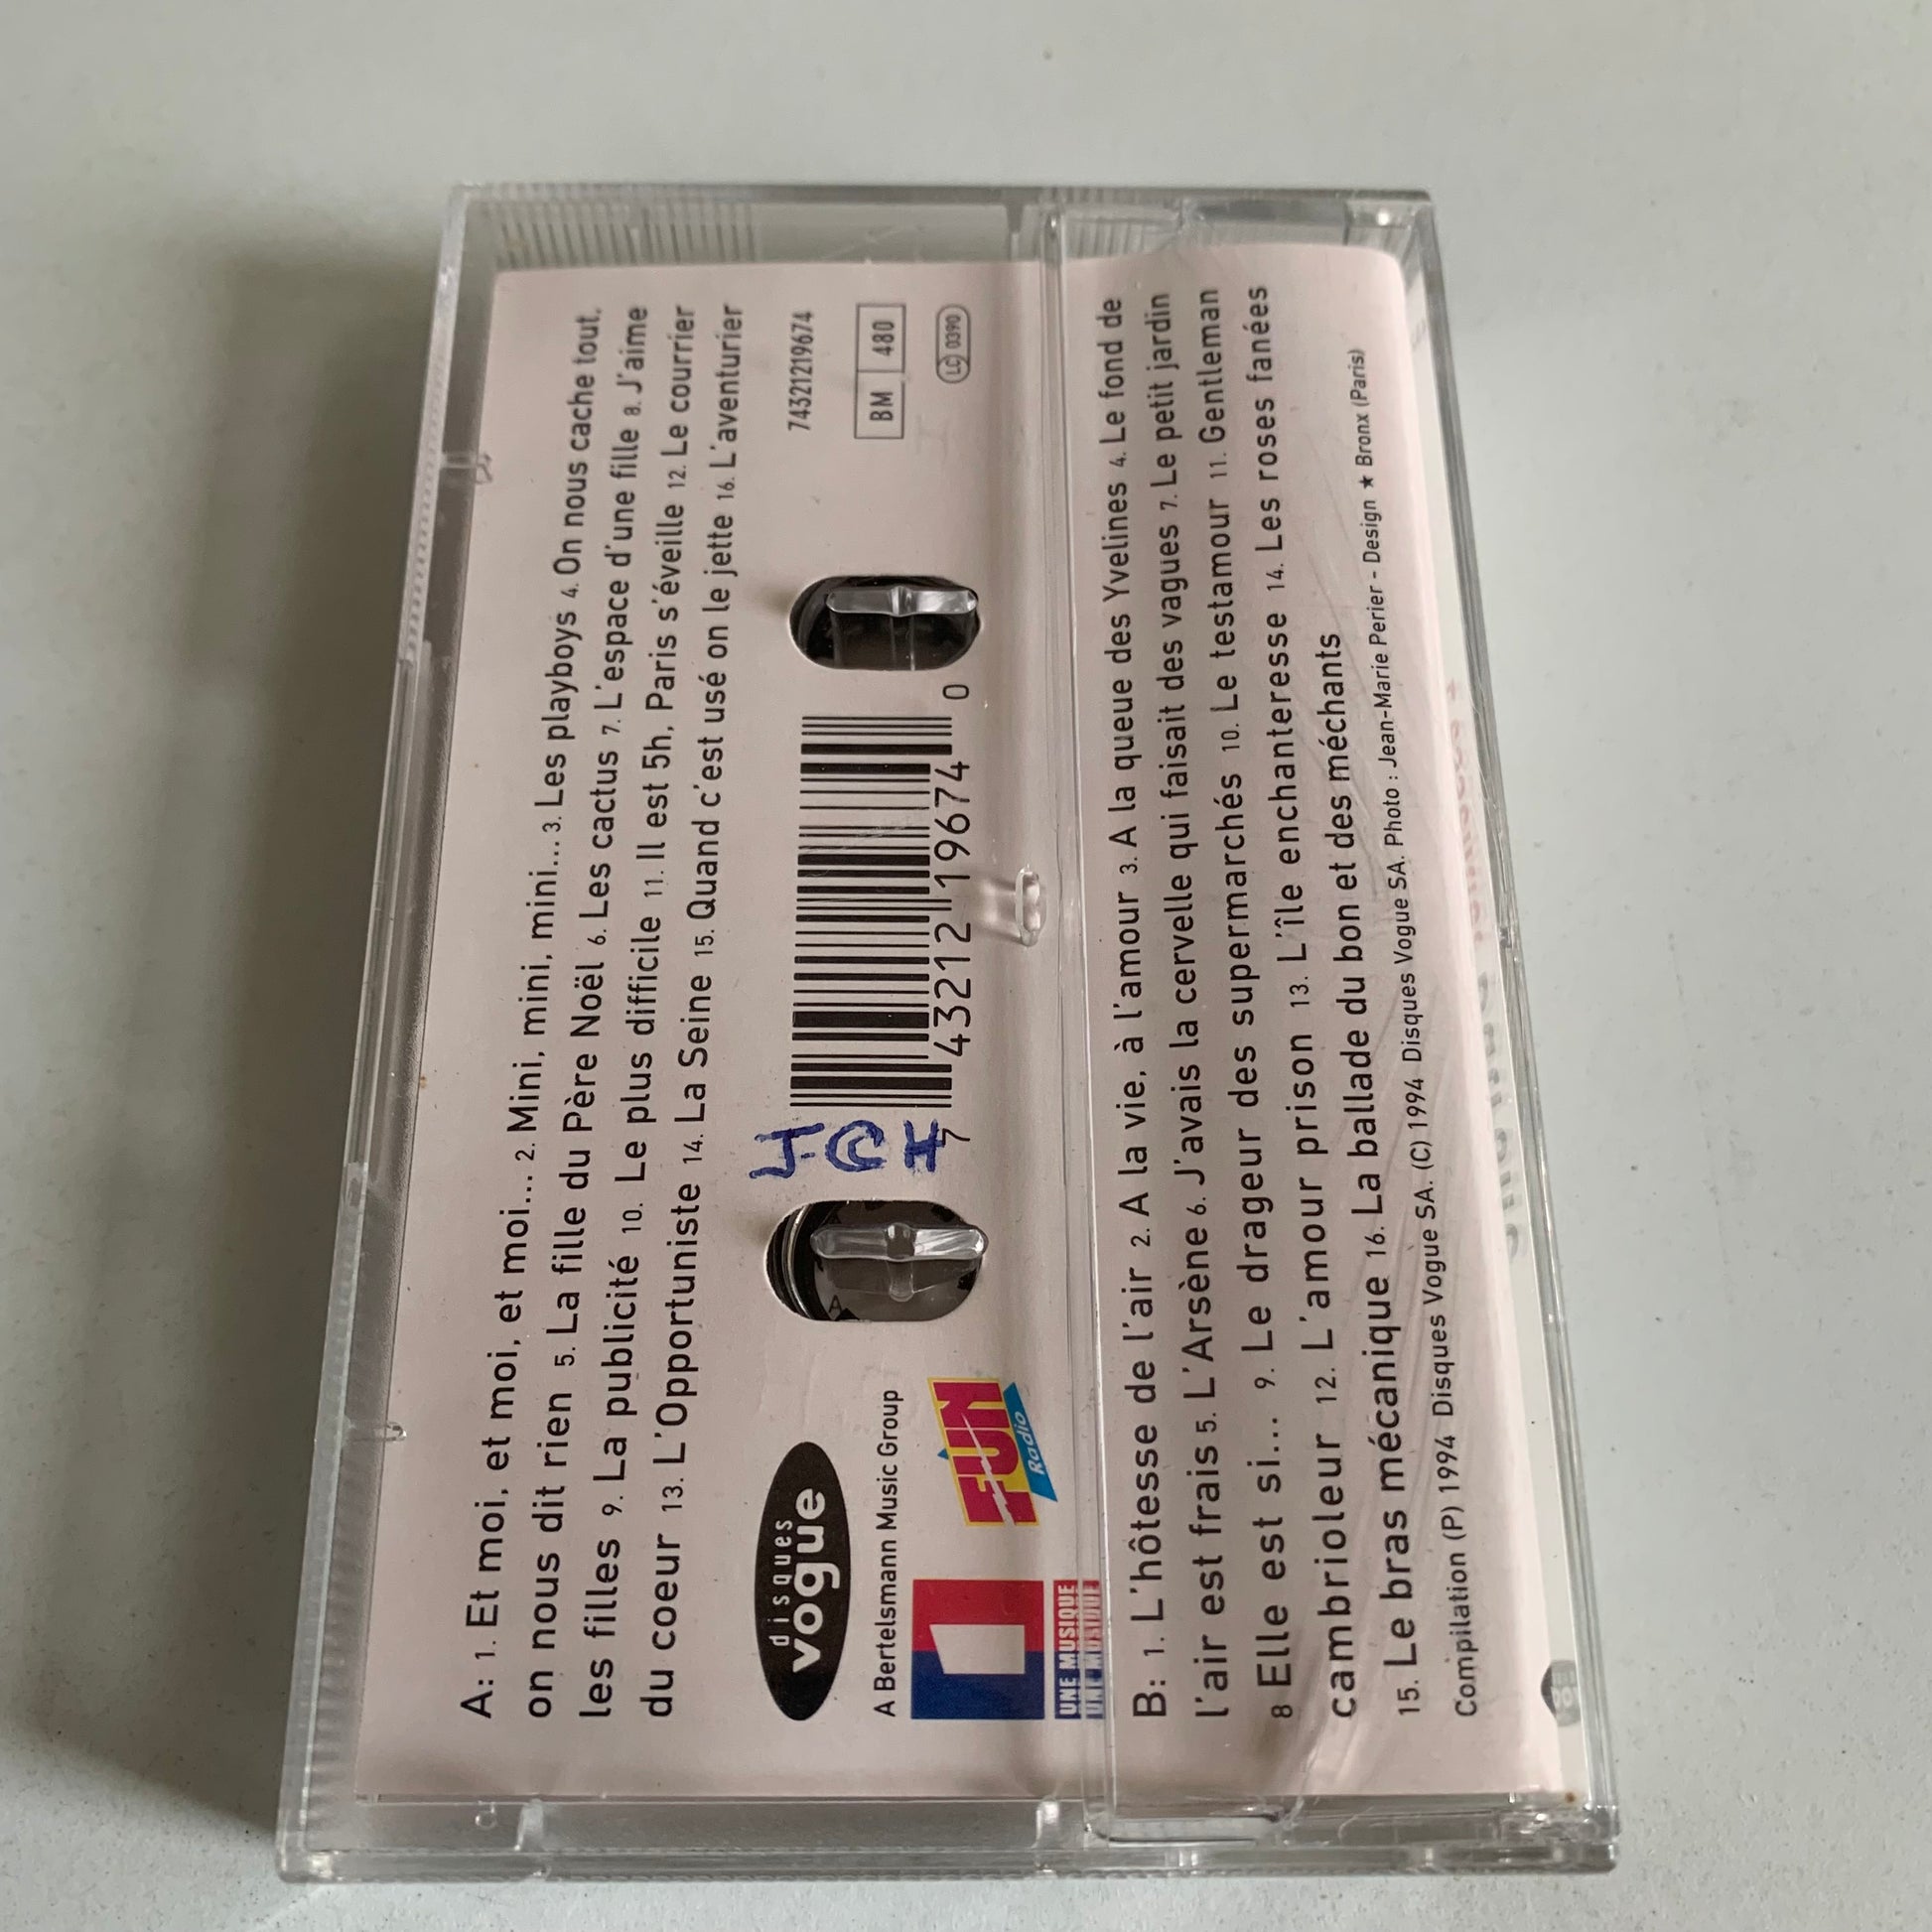 A: 1. Et moi, et moi, et moi... 2. Mini, mini, mini... 3. Les playboys 4. On nous cache tout,
on nous dit rien 5. La fille du Père Noël 6. Les cactus 7. L'espace d'une fille 8. J'aime
les filles 9. La publicité 10. Le plus difficile 11. Il est 5h, Paris s'éveille 12. Le courrier
du coeur 13. L'Opportuniste 14. La Seine 15. Quand c'est usé on le jette 16. L'aventurier
disques
vogue
A Bertelsmann Music Group
1
UNE MUSIQUE
UNE MUSIQUE
FUN
Radio
A
J.
C
H
7 43212 19674 0
74321219674
BM 480
LC 0390
B: 1. L'hôtesse de l'air 2. A la vie, à l'amour 3. A la queue des Yvelines 4. Le fond de
l'air est frais 5. L'Arsène 6. J'avais la cervelle qui faisait des vagues 7. Le petit jardin
8 Elle est si... 9. Le drageur des supermarchés 10. Le testamour 11. Gentleman
cambrioleur 12. L'amour prison 13. L'île enchanteresse 14. Les roses fanées
15. Le bras mécanique 16. La ballade du bon et des méchants
Compilation (P) 1994 Disques Vogue SA. (C) 1994 Disques Vogue SA. Photo : Jean-Marie Perier - Design ★ Bronx (Paris)